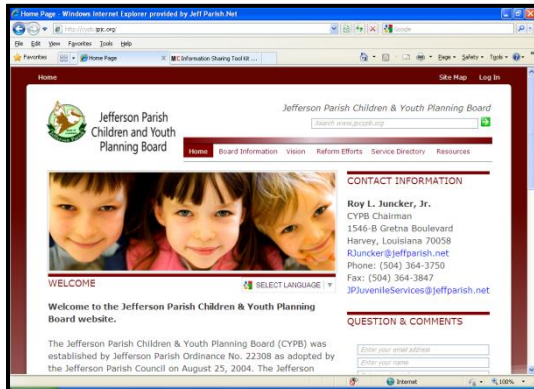 Home Page - Windows Internet Explorer provided by Jeff Parish.Net
Google
File Edit View Favorites Tools Help
Favorites Home Page X Information Sharing Tool Kit ...
Page Safety Tools
Home Site Map Log In
Jefferson Parish
Children and Youth
Planning Board
Jefferson Parish Children & Youth Planning Board
Search www.jpcypb.org
Home Board Information Vision Reform Efforts Service Directory Resources
CONTACT INFORMATION
Roy L. Juncker, Jr.
CYPB Chairman
1546-B Gretna Boulevard
Harvey, Louisiana 70058
RJuncker@jeffparish.net
Phone: (504) 364-3750
Fax: (504) 364-3847
JPJuvenileServices@jeffparish.net
WELCOME SELECT LANGUAGE
Welcome to the Jefferson Parish Children & Youth Planning
Board website.
The Jefferson Parish Children & Youth Planning Board (CYPB) was
established by Jefferson Parish Ordinance No. 22308 as adopted by
the Jefferson Parish Council on August 25, 2004. The Jefferson
QUESTION & COMMENTS
Enter your email address
Enter your name
Internet 100%